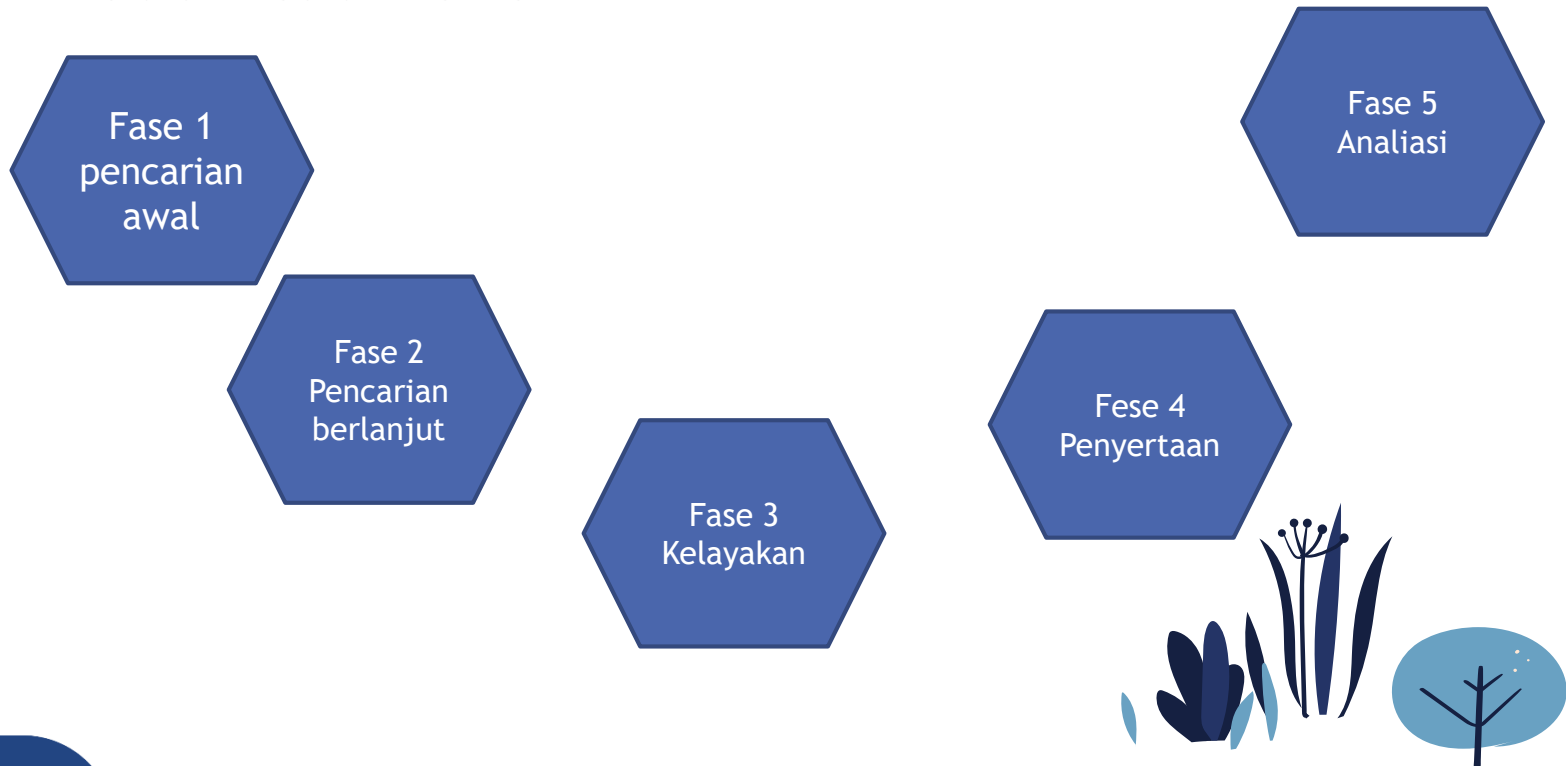 Fase 1
pencarian
awal
Fase 2
Pencarian
berlanjut
Fase 3
Kelayakan
Fese 4
Penyertaan
Fase 5
Analiasi